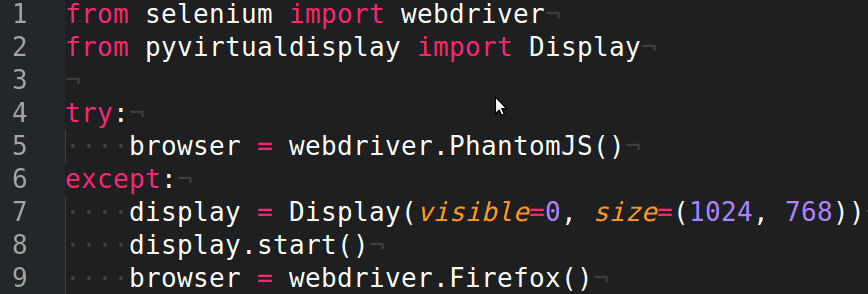 1 from selenium import webdriver¬
2 from pyvirtualdisplay import Display¬
3 ¬
4 try:¬
5 ····browser = webdriver.PhantomJS()¬
6 except:¬
7 ····display = Display(visible=0, size=(1024, 768))
8 ····display.start()¬
9 ····browser = webdriver.Firefox()¬